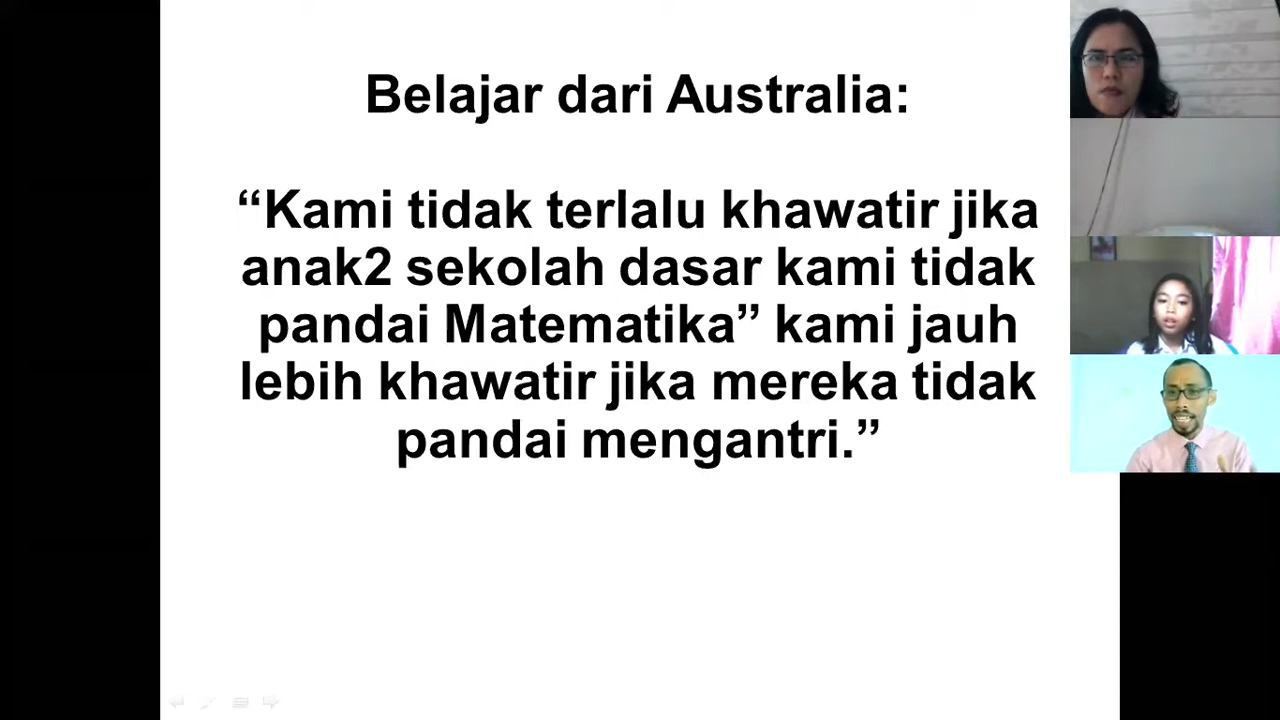 Belajar dari Australia:
“Kami tidak terlalu khawatir jika
anak2 sekolah dasar kami tidak
pandai Matematika” kami jauh
lebih khawatir jika mereka tidak
pandai mengantri.”